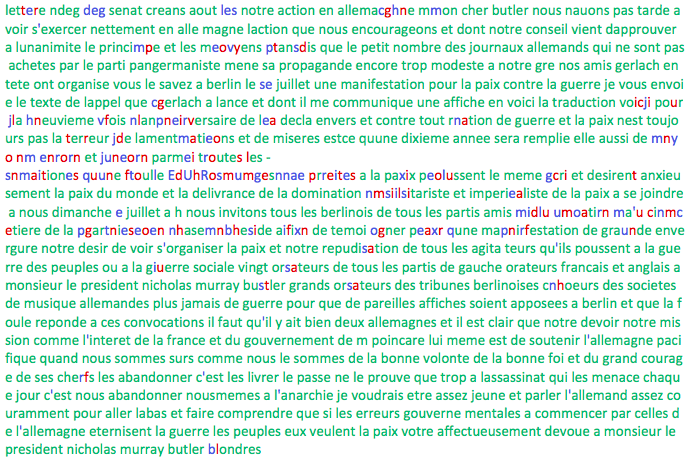 lettere ndeg deg senat creans aout les notre action en allemacghne mmon cher butler nous nauons pas tarde a
voir s'exercer nettement en alle magne laction que nous encourageons et dont notre conseil vient dapprouver
a lunanimite le princimpe et les meovyens ptansdis que le petit nombre des journaux allemands qui ne sont pas
achetes par le parti pangermaniste mene sa propagande encore trop modeste a notre gre nos amis gerlach en
tete ont organise vous le savez a berlin le se juillet une manifestation pour la paix contre la guerre je vous envoi
e le texte de lappel que cgerlach a lance et dont il me communique une affiche en voici la traduction voicji pour
jla hneuvieme vfois nlanpneirversaire de lea decla envers et contre tout rnation de guerre et la paix nest toujo
urs pas la terreur jde lamentmatieons et de miseres estce quune dixieme annee sera remplie elle aussi de mny
o nm enrorn et juneorn parmei troutes les -
snmaitiones quune ftoulle EdUhRosmumgesnnae prreites a la paxix peolussent le meme gcri et desirent anxieu
sement la paix du monde et la delivrance de la domination nmsiilsitariste et imperiealiste de la paix a se joindre
a nous dimanche e juillet a h nous invitons tous les berlinois de tous les partis amis midlu umoatirn ma'u cinmc
etiere de la pgartnieseoen nhasemnbheside aifixn de temoi ogner peaxr qune mapnirfestation de graunde enve
rgure notre desir de voir s'organiser la paix et notre repudisation de tous les agita teurs qu'ils poussent a la gue
rre des peuples ou a la giuerre sociale vingt orsateurs de tous les partis de gauche orateurs francais et anglais a
monsieur le president nicholas murray bustler grands orsateurs des tribunes berlinoises cnhoeurs des societes
de musique allemandes plus jamais de guerre pour que de pareilles affiches soient apposees a berlin et que la f
oule reponde a ces convocations il faut qu'il y ait bien deux allemagnes et il est clair que notre devoir notre mis
sion comme l'interet de la france et du gouvernement de m poincare lui meme est de soutenir l'allemagne paci
fique quand nous sommes surs comme nous le sommes de la bonne volonte de la bonne foi et du grand courag
e de ses cherfs les abandonner c'est les livrer le passe ne le prouve que trop a lassassinat qui les menace chaqu
e jour c'est nous abandonner nousmemes a l'anarchie je voudrais etre assez jeune et parler l'allemand assez co
uramment pour aller labas et faire comprendre que si les erreurs gouverne mentales a commencer par celles d
e l'allemagne eternisent la guerre les peuples eux veulent la paix votre affectueusement devoue a monsieur le
president nicholas murray butler blondres